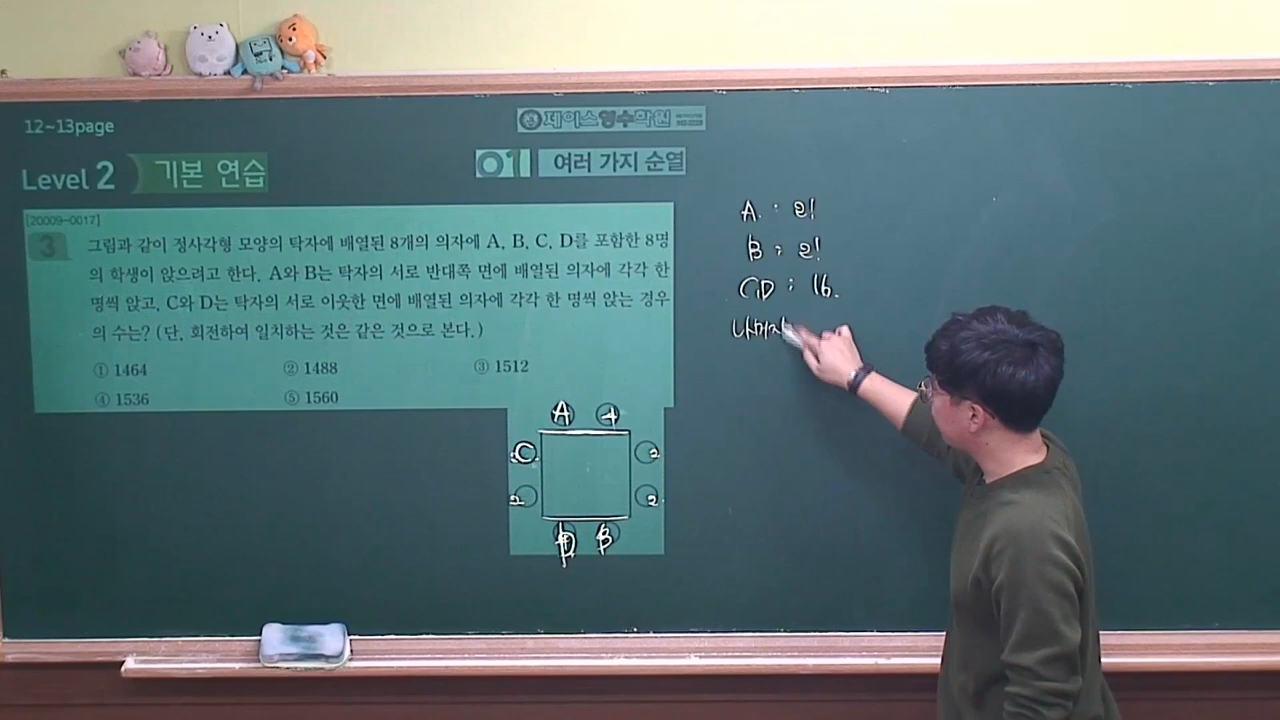 12~13page
제이스영수학원
Level 2 기본 연습
01 여러 가지 순열
[20009-0017]
3 그림과 같이 정사각형 모양의 탁자에 배열된 8개의 의자에 A, B, C, D를 포함한 8명
의 학생이 앉으려고 한다. A와 B는 탁자의 서로 반대쪽 면에 배열된 의자에 각각 한
명씩 앉고, C와 D는 탁자의 서로 이웃한 면에 배열된 의자에 각각 한 명씩 앉는 경우
의 수는? (단, 회전하여 일치하는 것은 같은 것으로 본다.)
① 1464 ② 1488 ③ 1512
④ 1536 ⑤ 1560
A 4
C 2
2 2
D B
A : 2!
B : 2!
C,D : 16.
나머지